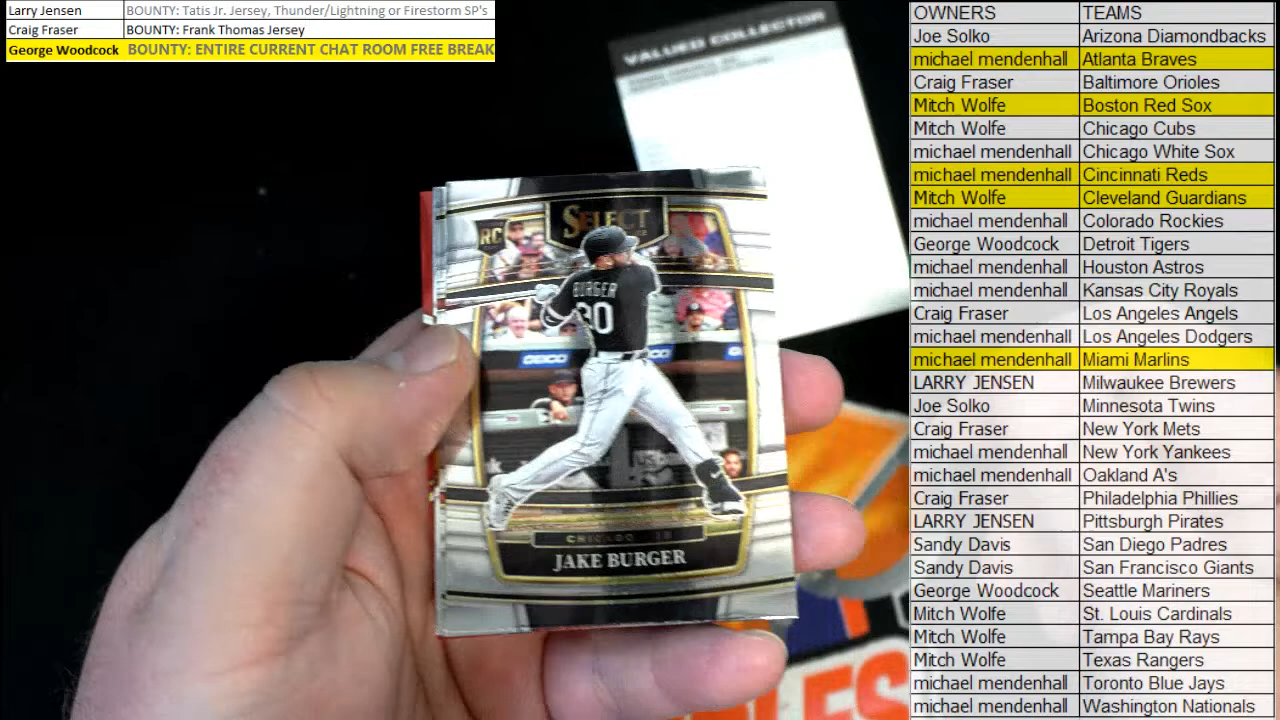 Larry Jensen BOUNTY: Tatis Jr. Jersey, Thunder/Lightning or Firestorm SP's
Craig Fraser BOUNTY: Frank Thomas Jersey
George Woodcock BOUNTY: ENTIRE CURRENT CHAT ROOM FREE BREAK
VALUED COLLECTOR
RC
SELECT
BURGER
30
GEICO
CHICAGO 3B
JAKE BURGER
OWNERS TEAMS
Joe Solko Arizona Diamondbacks
michael mendenhall Atlanta Braves
Craig Fraser Baltimore Orioles
Mitch Wolfe Boston Red Sox
Mitch Wolfe Chicago Cubs
michael mendenhall Chicago White Sox
michael mendenhall Cincinnati Reds
Mitch Wolfe Cleveland Guardians
michael mendenhall Colorado Rockies
George Woodcock Detroit Tigers
michael mendenhall Houston Astros
michael mendenhall Kansas City Royals
Craig Fraser Los Angeles Angels
michael mendenhall Los Angeles Dodgers
michael mendenhall Miami Marlins
LARRY JENSEN Milwaukee Brewers
Joe Solko Minnesota Twins
Craig Fraser New York Mets
michael mendenhall New York Yankees
michael mendenhall Oakland A's
Craig Fraser Philadelphia Phillies
LARRY JENSEN Pittsburgh Pirates
Sandy Davis San Diego Padres
Sandy Davis San Francisco Giants
George Woodcock Seattle Mariners
Mitch Wolfe St. Louis Cardinals
Mitch Wolfe Tampa Bay Rays
Mitch Wolfe Texas Rangers
michael mendenhall Toronto Blue Jays
michael mendenhall Washington Nationals